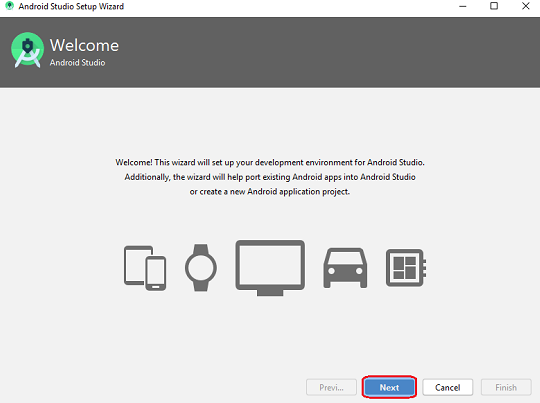 Android Studio Setup Wizard
Welcome
Android Studio
Welcome! This wizard will set up your development environment for Android Studio.
Additionally, the wizard will help port existing Android apps into Android Studio
or create a new Android application project.
Previ... Next Cancel Finish